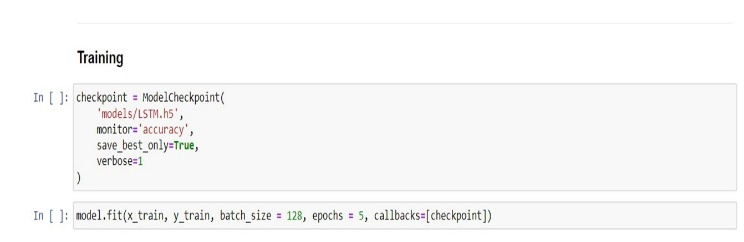 Training
In [ ]: checkpoint = ModelCheckpoint(
'models/LSTM.h5',
monitor='accuracy',
save_best_only=True,
verbose=1
)
In [ ]: model.fit(x_train, y_train, batch_size = 128, epochs = 5, callbacks=[checkpoint])